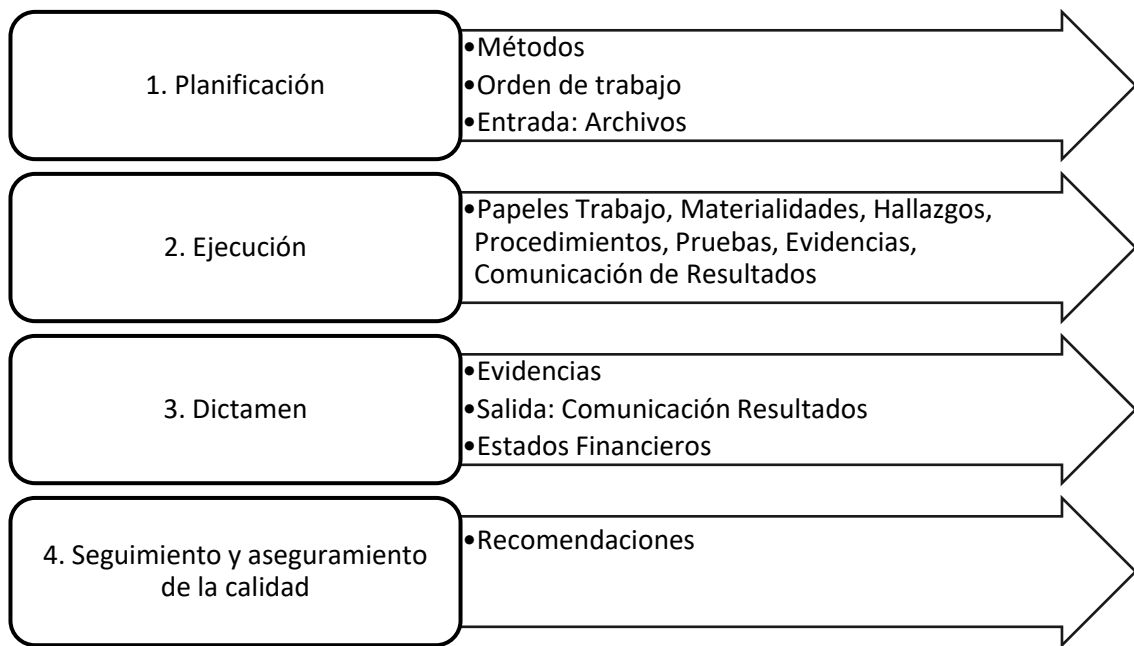 1. Planificación
•Métodos
•Orden de trabajo
•Entrada: Archivos
2. Ejecución
•Papeles Trabajo, Materialidades, Hallazgos,
Procedimientos, Pruebas, Evidencias,
Comunicación de Resultados
3. Dictamen
•Evidencias
•Salida: Comunicación Resultados
•Estados Financieros
4. Seguimiento y aseguramiento
de la calidad
•Recomendaciones